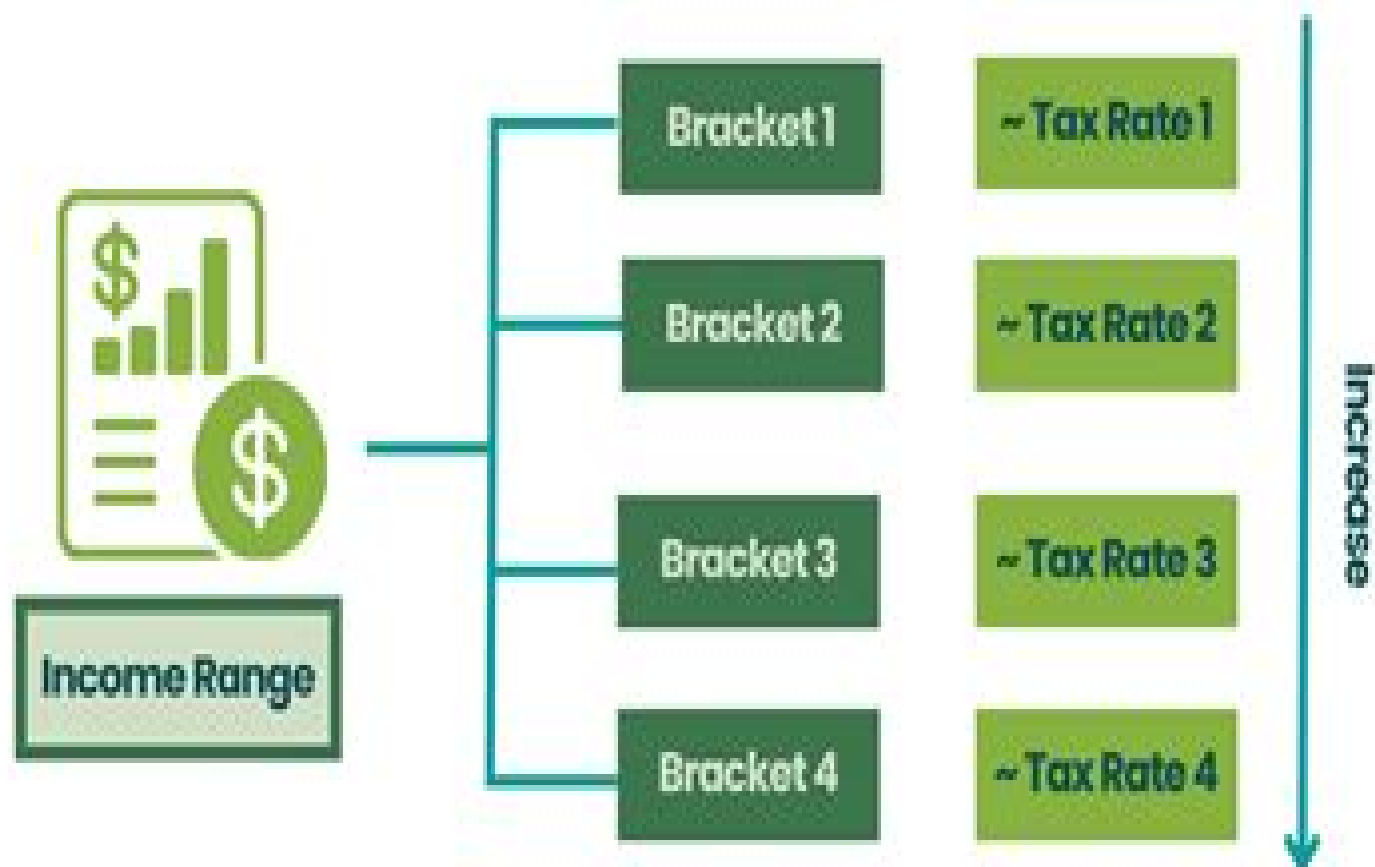 Bracket 1
~ Tax Rate 1
Bracket 2
~ Tax Rate 2
Bracket 3
~ Tax Rate 3
Bracket 4
~ Tax Rate 4
$
$
Income Range
Increase